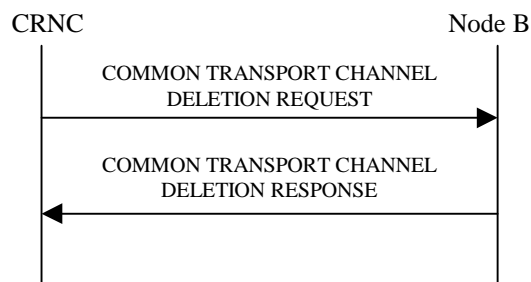 CRNC
Node B
COMMON TRANSPORT CHANNEL
DELETION REQUEST
COMMON TRANSPORT CHANNEL
DELETION RESPONSE